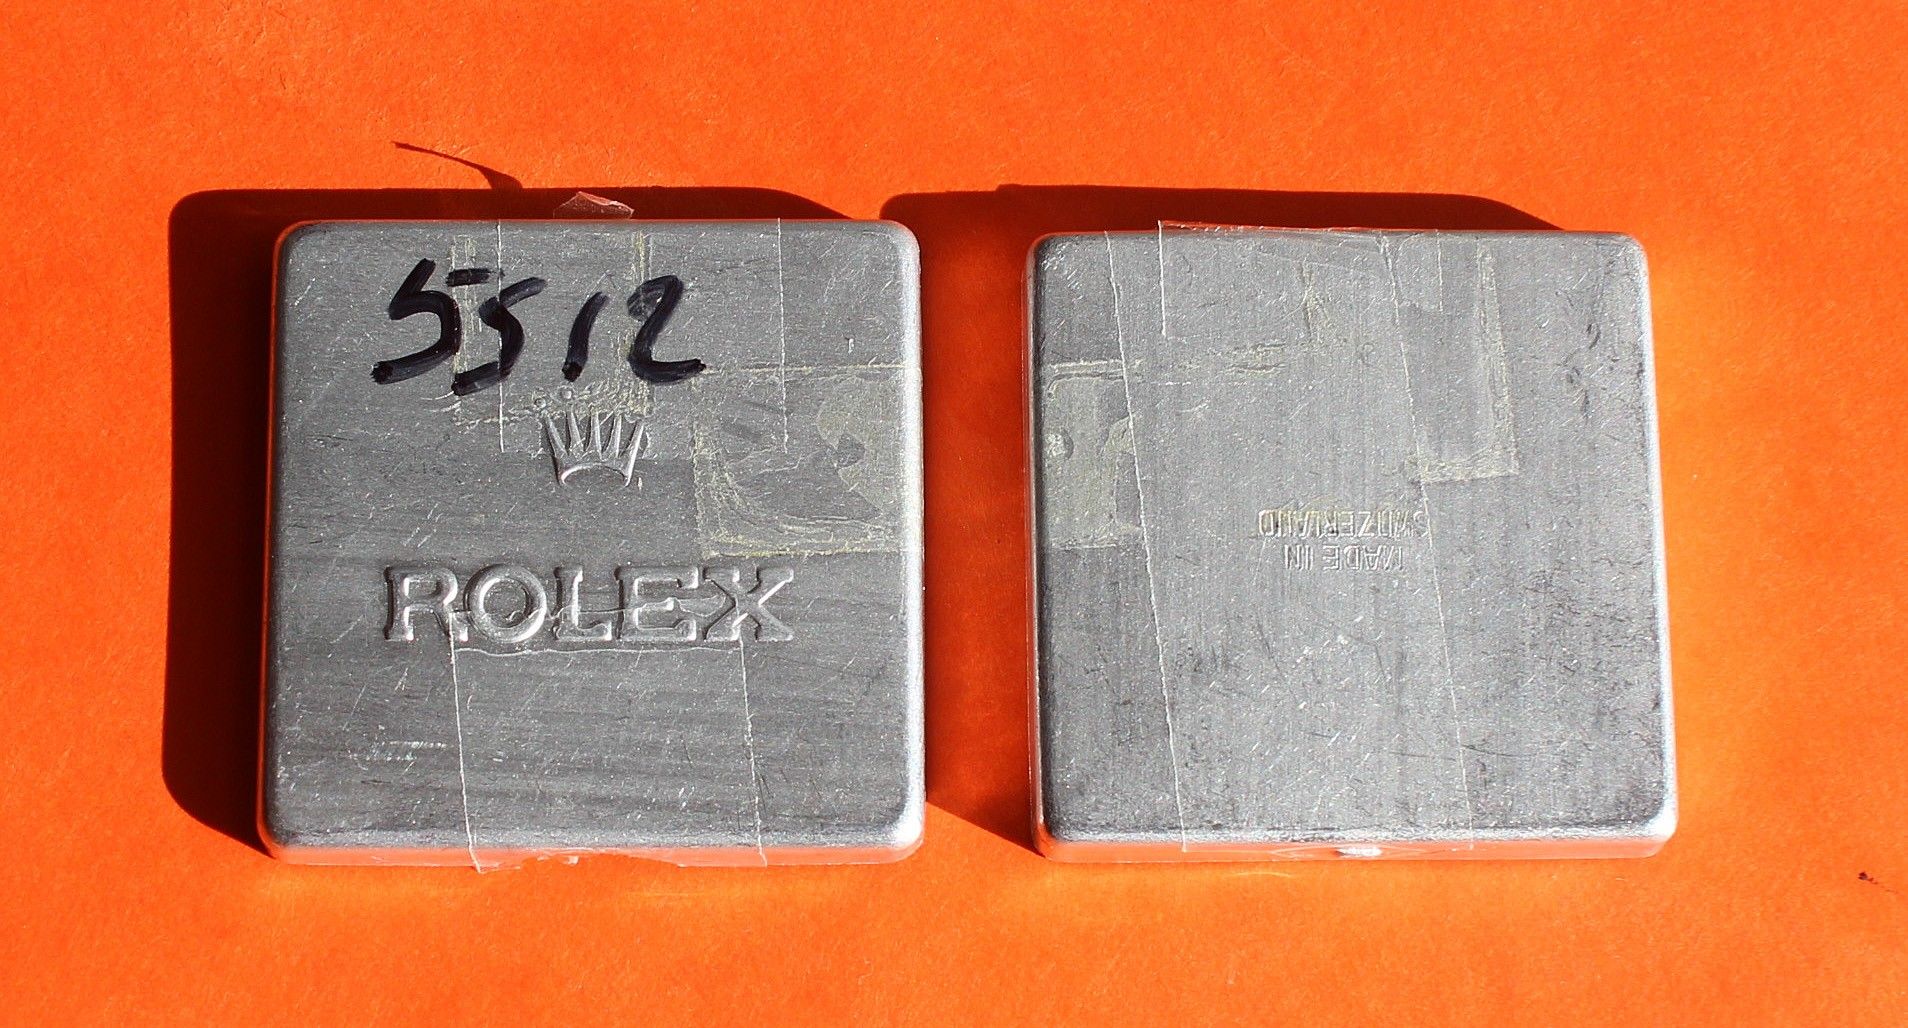 5512
ROLEX
MADE IN
SWITZERLAND